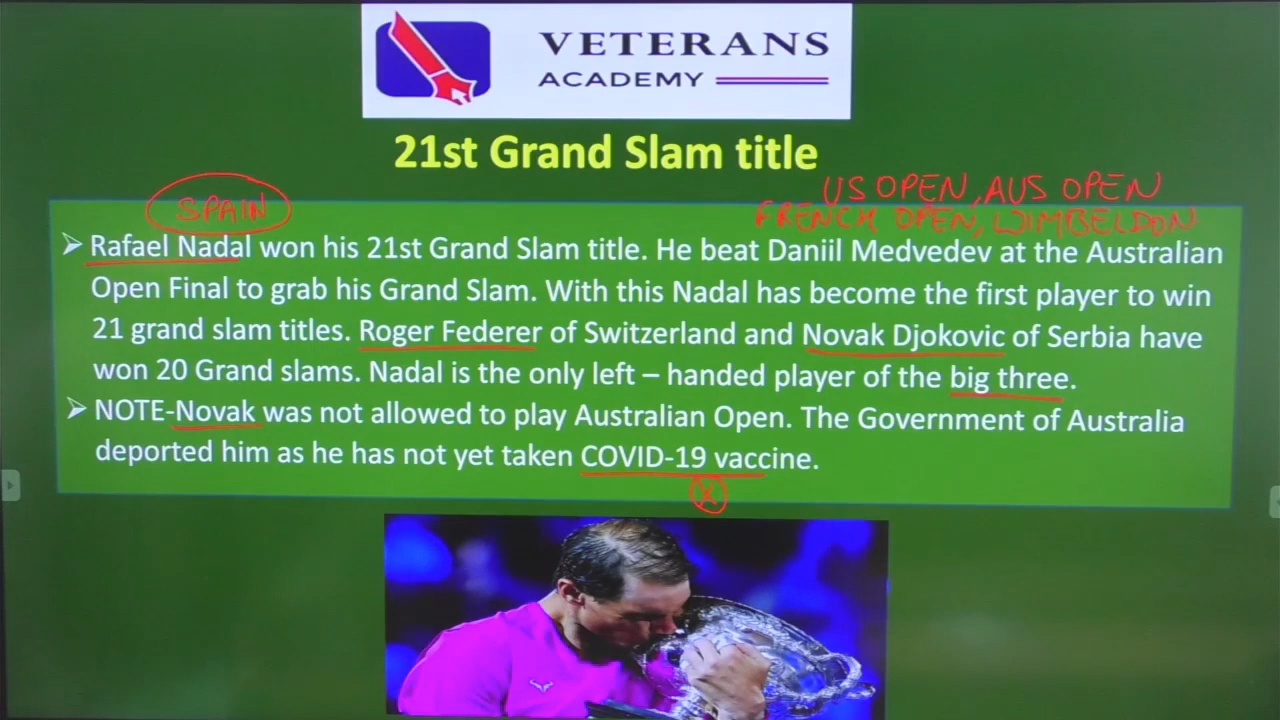 VETERANS
ACADEMY
21st Grand Slam title
SPAIN
US OPEN, AUS OPEN
FRENCH OPEN, WIMBELDON
➤ Rafael Nadal won his 21st Grand Slam title. He beat Daniil Medvedev at the Australian
Open Final to grab his Grand Slam. With this Nadal has become the first player to win
21 grand slam titles. Roger Federer of Switzerland and Novak Djokovic of Serbia have
won 20 Grand slams. Nadal is the only left – handed player of the big three.
➤ NOTE-Novak was not allowed to play Australian Open. The Government of Australia
deported him as he has not yet taken COVID-19 vaccine.
X